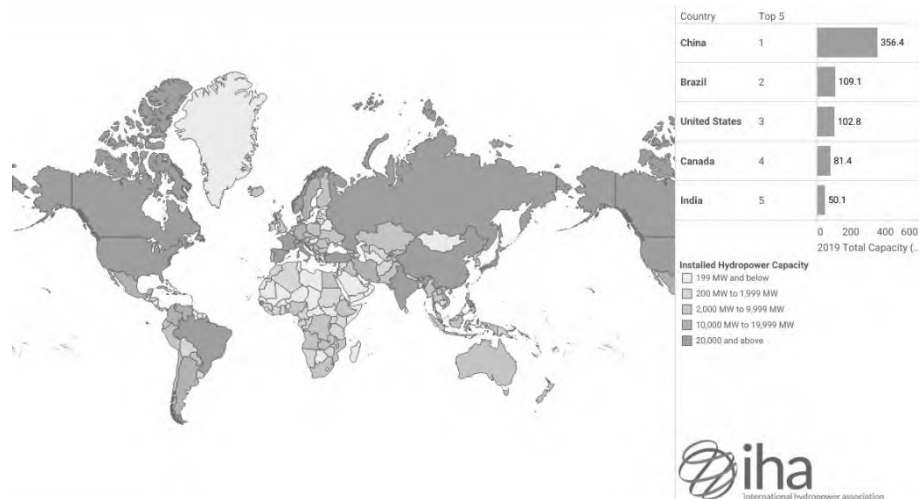 Country Top 5
China 1 356.4
Brazil 2 109.1
United States 3 102.8
Canada 4 81.4
India 5 50.1
0 200 400 600
2019 Total Capacity (..
Installed Hydropower Capacity
199 MW and below
200 MW to 1,999 MW
2,000 MW to 9,999 MW
10,000 MW to 19,999 MW
20,000 and above
iha
international hydropower association